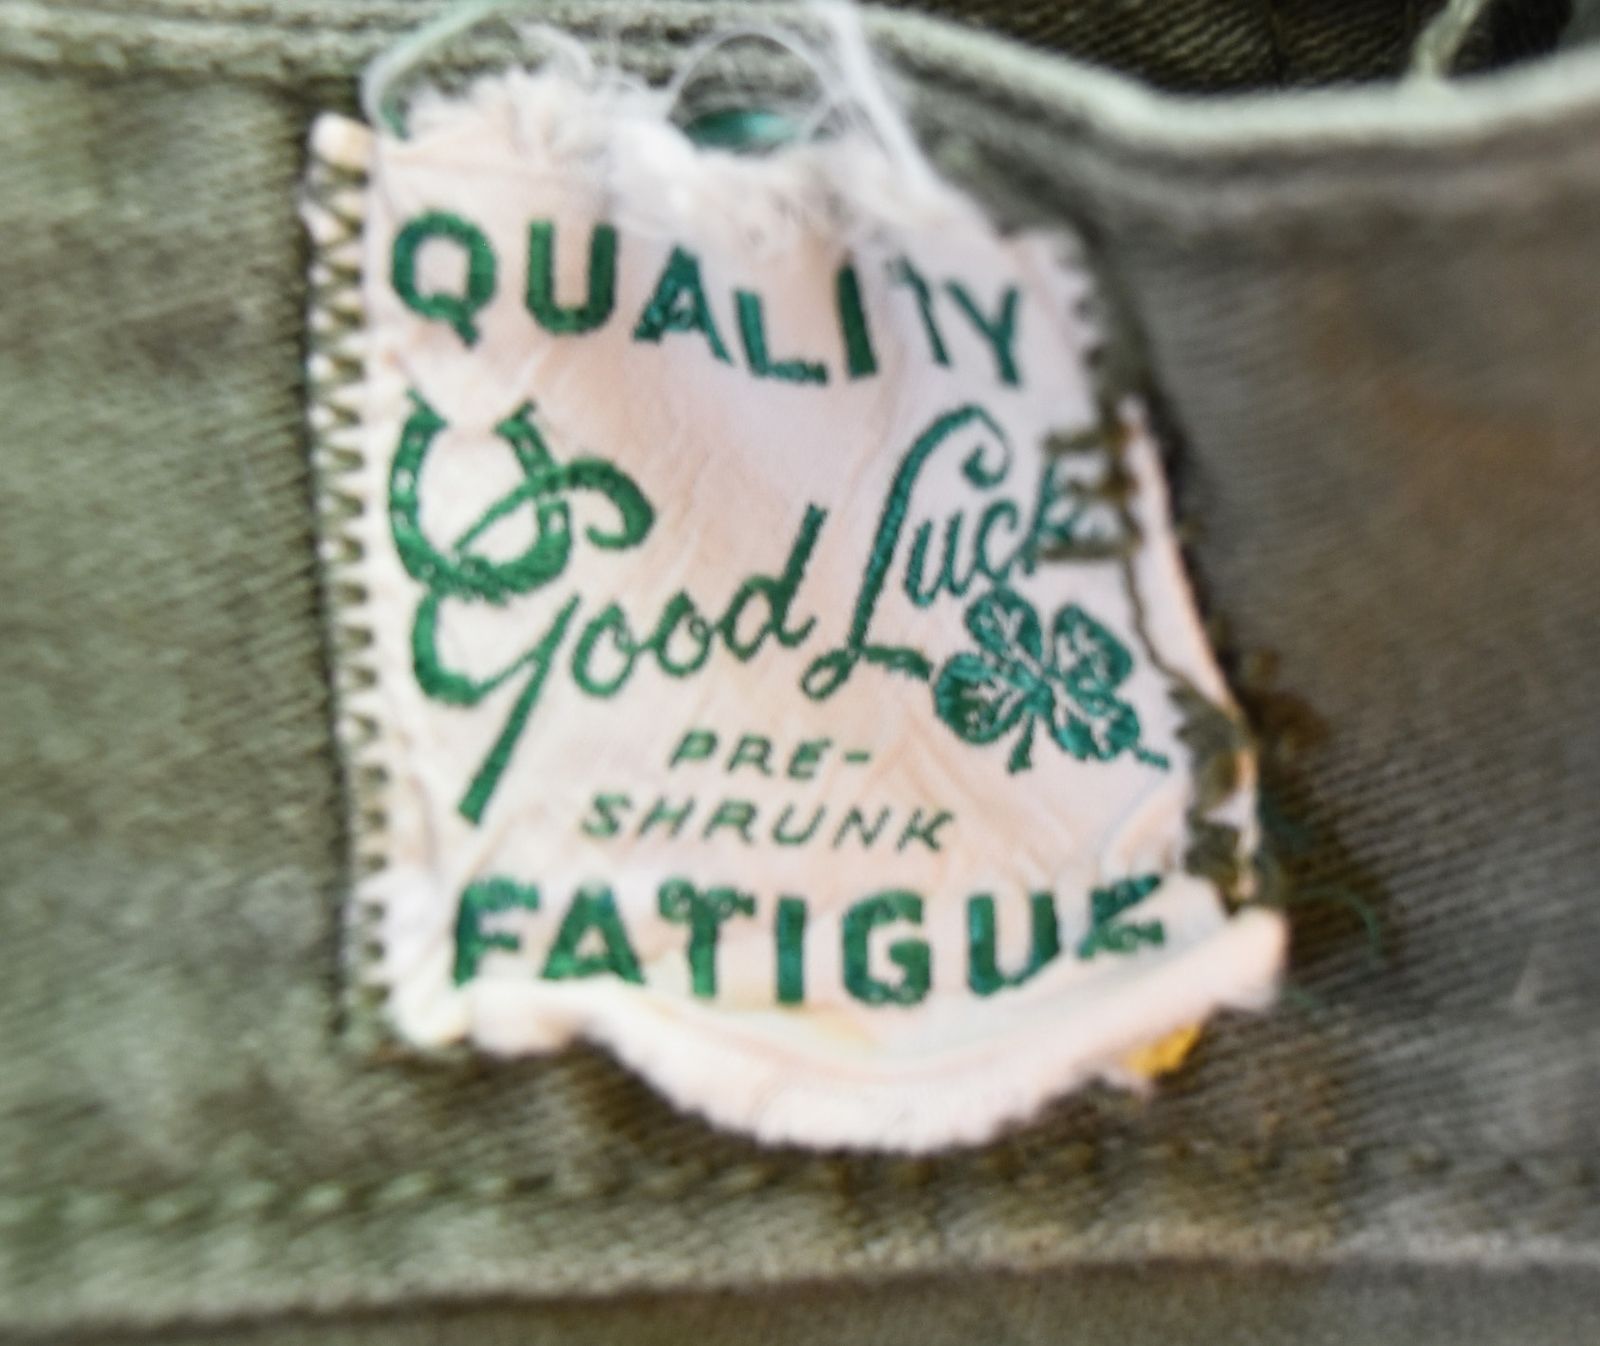 QUALITY
Good Luck
PRE-
SHRUNK
FATIGUE